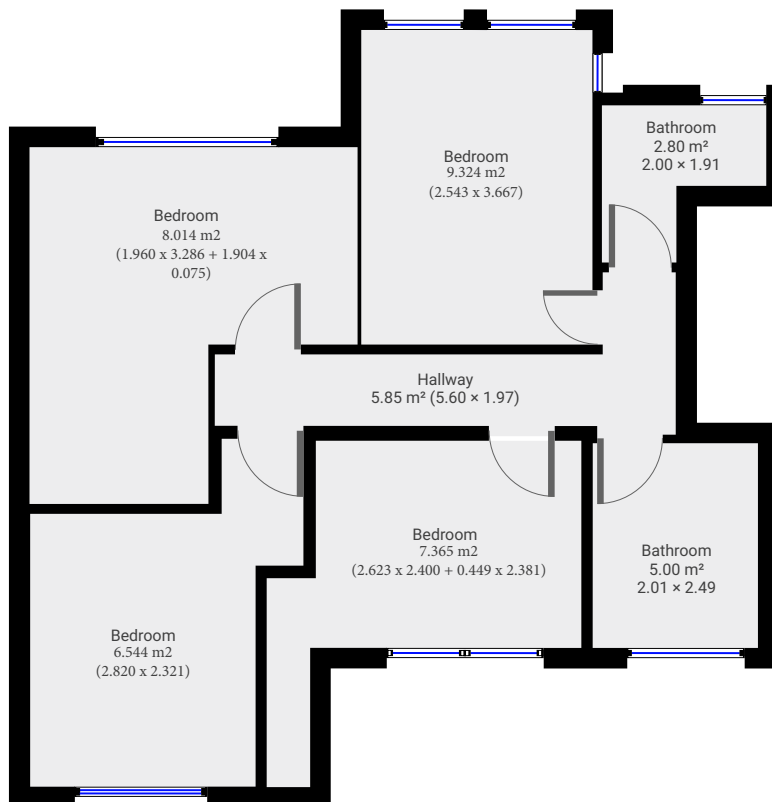 Bedroom
9.324 m2
(2.543 x 3.667)
Bathroom
2.80 m²
2.00 × 1.91
Bedroom
8.014 m2
(1.960 x 3.286 + 1.904 x
0.075)
Hallway
5.85 m² (5.60 × 1.97)
Bedroom
7.365 m2
(2.623 x 2.400 + 0.449 x 2.381)
Bathroom
5.00 m²
2.01 × 2.49
Bedroom
6.544 m2
(2.820 x 2.321)